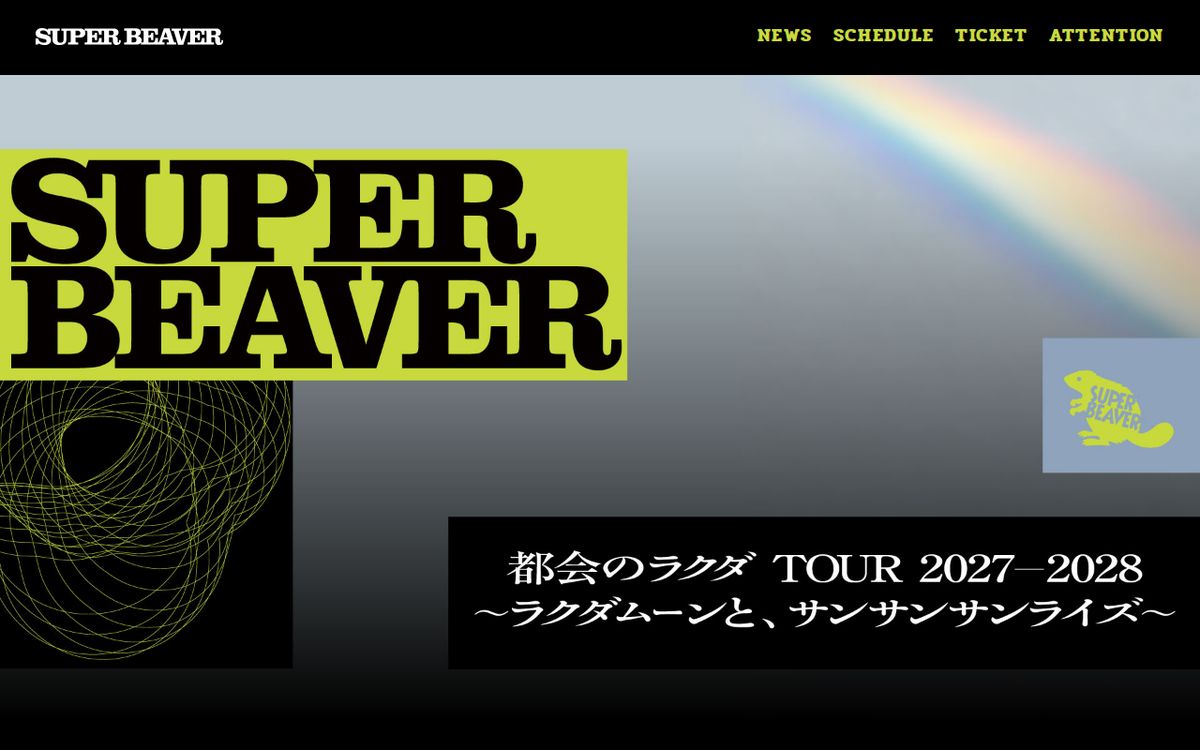 SUPER BEAVER
NEWS
SCHEDULE
TICKET
ATTENTION
SUPER
BEAVER
SUPER
BEAVER
都会のラクダ TOUR 2027–2028
〜ラクダムーンと、サンサンサンライズ〜